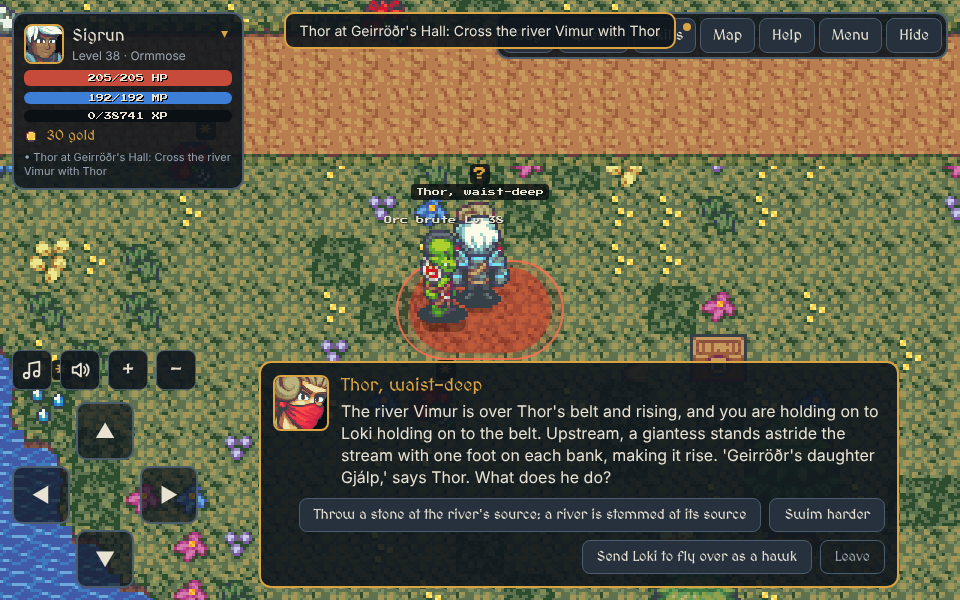 Sigrun
Level 38 · Ormmose
205/205 HP
192/192 MP
0/38741 XP
30 gold
• Thor at Geirröðr's Hall: Cross the river
Vimur with Thor
Thor at Geirröðr's Hall: Cross the river Vimur with Thor
Map
Help
Menu
Hide
?
Thor, waist-deep
Orc brute Lv 38
+
−
Thor, waist-deep
The river Vimur is over Thor's belt and rising, and you are holding on to
Loki holding on to the belt. Upstream, a giantess stands astride the
stream with one foot on each bank, making it rise. 'Geirröðr's daughter
Gjálp,' says Thor. What does he do?
Throw a stone at the river's source: a river is stemmed at its source
Swim harder
Send Loki to fly over as a hawk
Leave